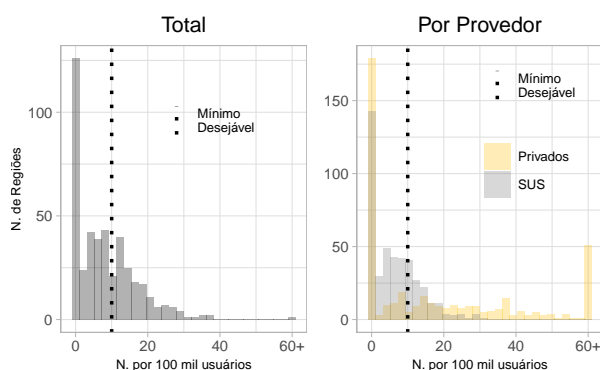 Total
N. de Regiões
100
50
0
Mínimo
Desejável
0
20
40
60+
N. por 100 mil usuários
Por Provedor
150
100
50
0
Mínimo
Desejável
Privados
SUS
0
20
40
60+
N. por 100 mil usuários